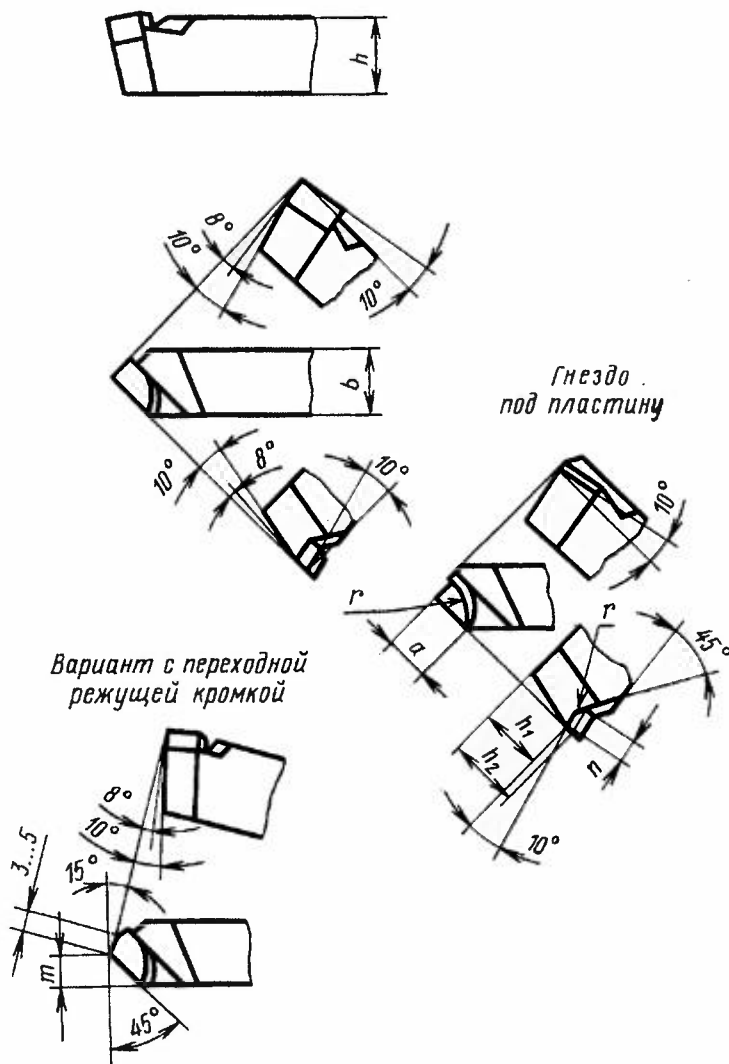 h
8°
10°
10°
b
10°
8°
10°
Гнездо
под пластину
10°
r
a
r
45°
h₁
h₂
n
10°
Вариант с переходной
режущей кромкой
8°
10°
15°
3...5
m
45°